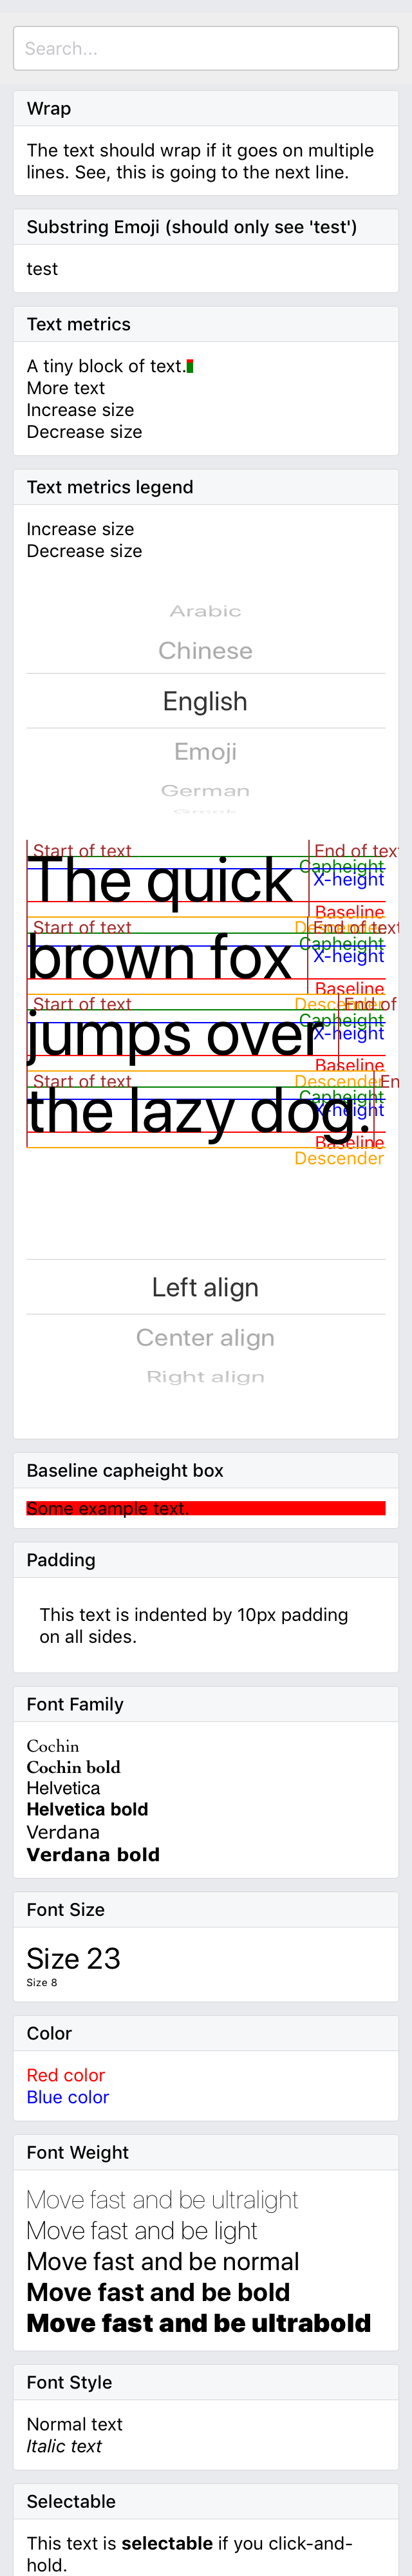 Search...
Wrap
The text should wrap if it goes on multiple
lines. See, this is going to the next line.
Substring Emoji (should only see 'test')
test
Text metrics
A tiny block of text.
More text
Increase size
Decrease size
Text metrics legend
Increase size
Decrease size
Arabic
Chinese
English
Emoji
German
Start of text
End of text
Capheight
X-height
The quick
Baseline
Descender
Start of text
End of text
Capheight
X-height
brown fox
Baseline
Descender
Start of text
End of
Capheight
X-height
jumps over
Baseline
Descender
Start of text
En
Capheight
X-height
the lazy dog.
Baseline
Descender
Left align
Center align
Right align
Baseline capheight box
Some example text.
Padding
This text is indented by 10px padding
on all sides.
Font Family
Cochin
Cochin bold
Helvetica
Helvetica bold
Verdana
Verdana bold
Font Size
Size 23
Size 8
Color
Red color
Blue color
Font Weight
Move fast and be ultralight
Move fast and be light
Move fast and be normal
Move fast and be bold
Move fast and be ultrabold
Font Style
Normal text
Italic text
Selectable
This text is selectable if you click-and-
hold.